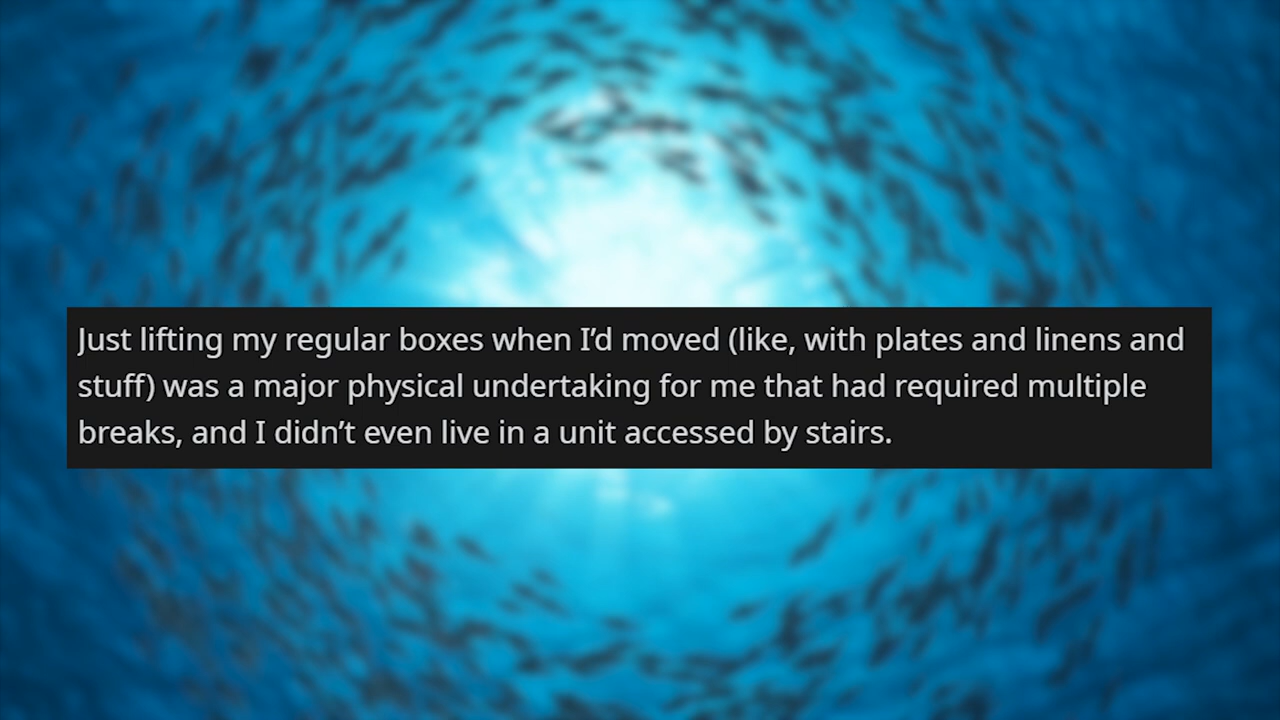 Just lifting my regular boxes when I’d moved (like, with plates and linens and
stuff) was a major physical undertaking for me that had required multiple
breaks, and I didn’t even live in a unit accessed by stairs.